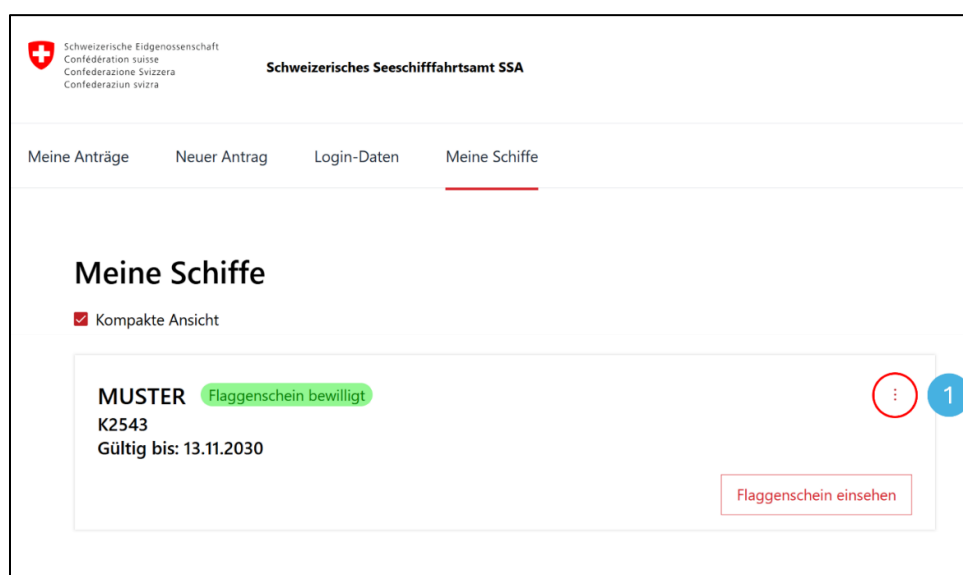 Schweizerische Eidgenossenschaft
Confédération suisse
Confederazione Svizzera
Confederaziun svizra
Schweizerisches Seeschifffahrtsamt SSA
Meine Anträge Neuer Antrag Login-Daten Meine Schiffe
Meine Schiffe
Kompakte Ansicht
MUSTER Flaggenschein bewilligt
1
K2543
Gültig bis: 13.11.2030
Flaggenschein einsehen